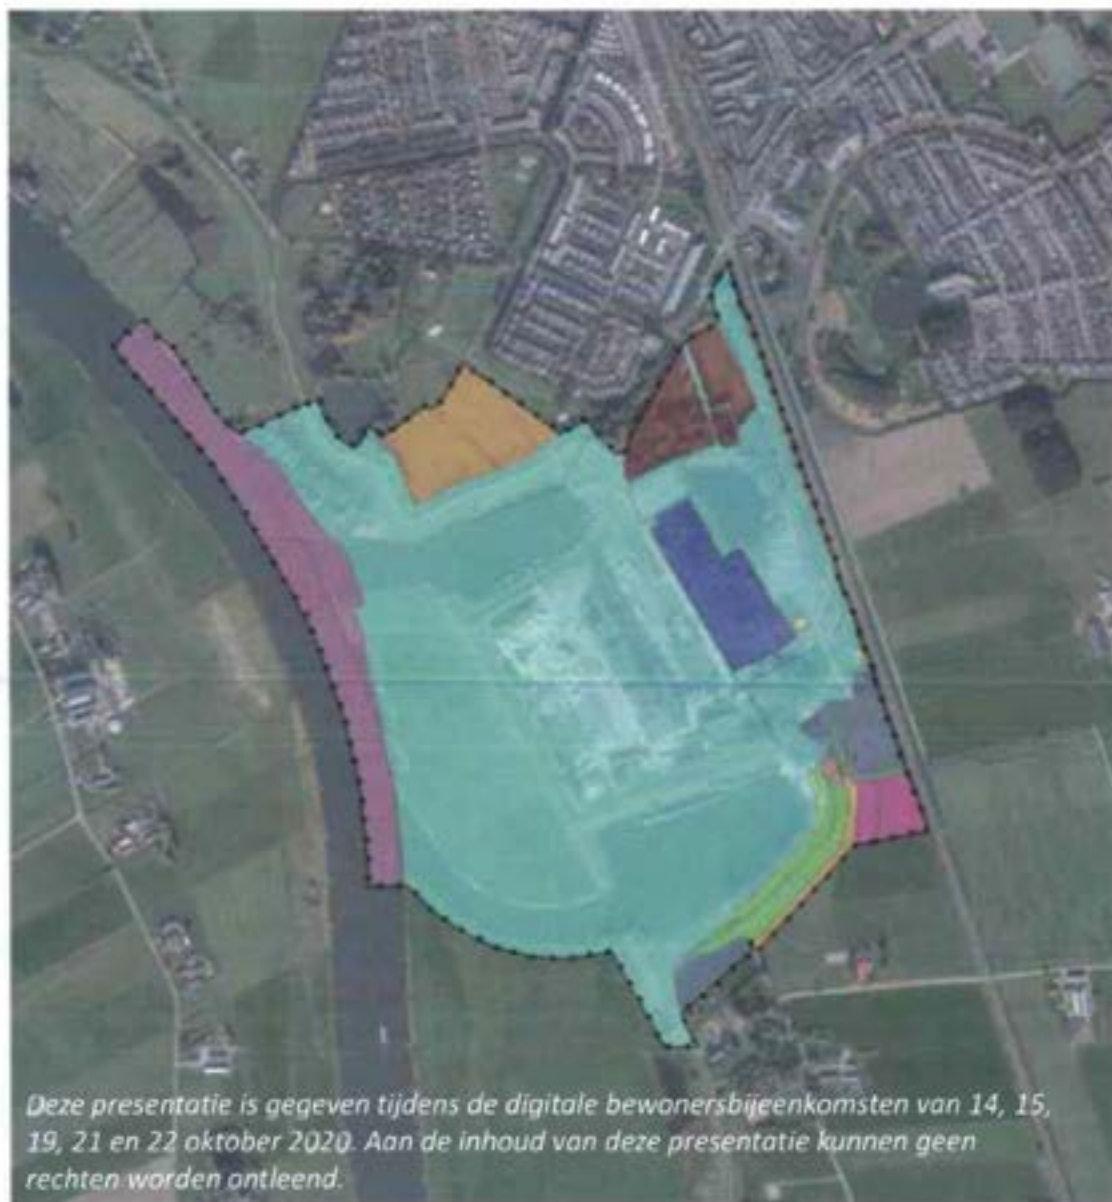 Deze presentatie is gegeven tijdens de digitale bewonersbijeenkomsten van 14, 15,
19, 21 en 22 oktober 2020. Aan de inhoud van deze presentatie kunnen geen
rechten worden ontleend.